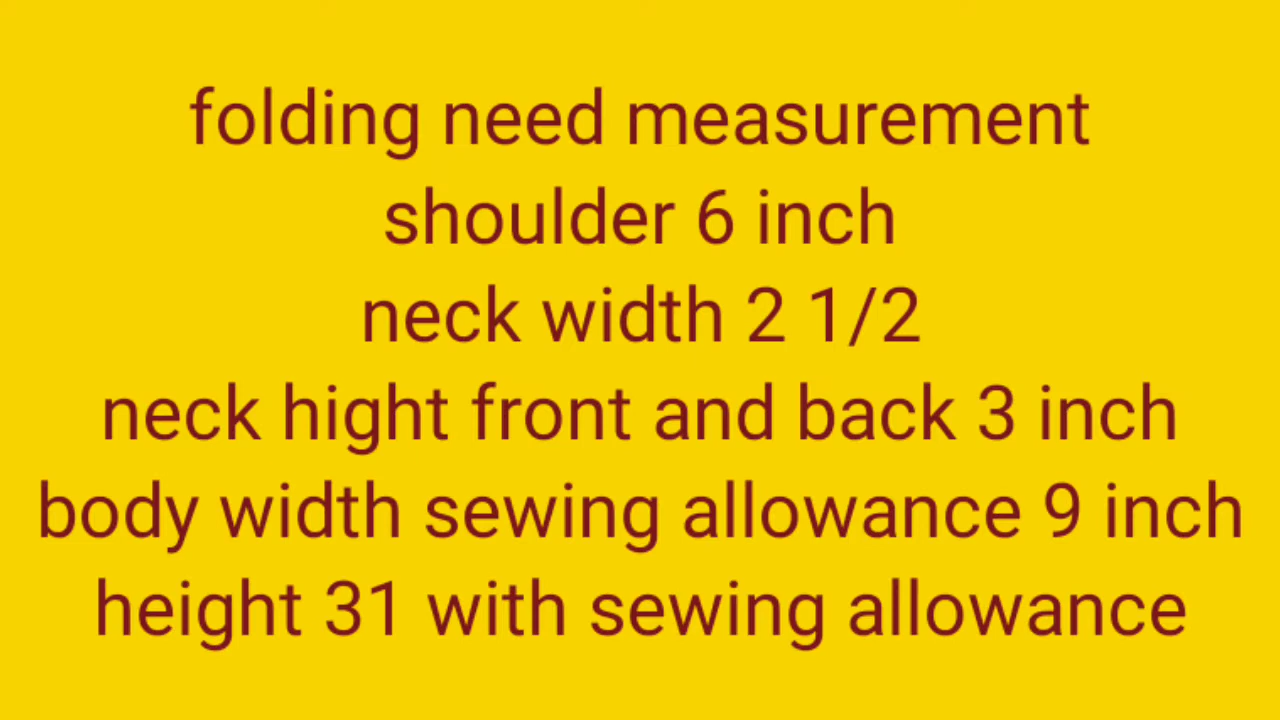 folding need measurement
shoulder 6 inch
neck width 2 1/2
neck hight front and back 3 inch
body width sewing allowance 9 inch
height 31 with sewing allowance